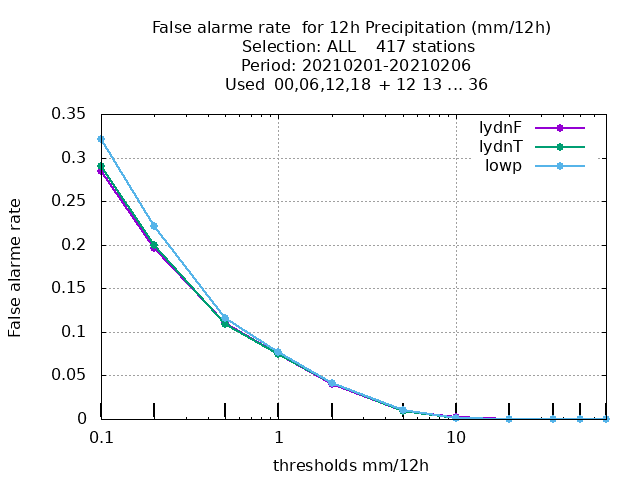 False alarme rate  for 12h Precipitation (mm/12h)
Selection: ALL    417 stations
Period: 20210201-20210206
Used  00,06,12,18  + 12 13 ... 36
lydnF
lydnT
lowp
0.35
0.3
0.25
0.2
0.15
0.1
0.05
0
False alarme rate
0.1 1 10
thresholds mm/12h